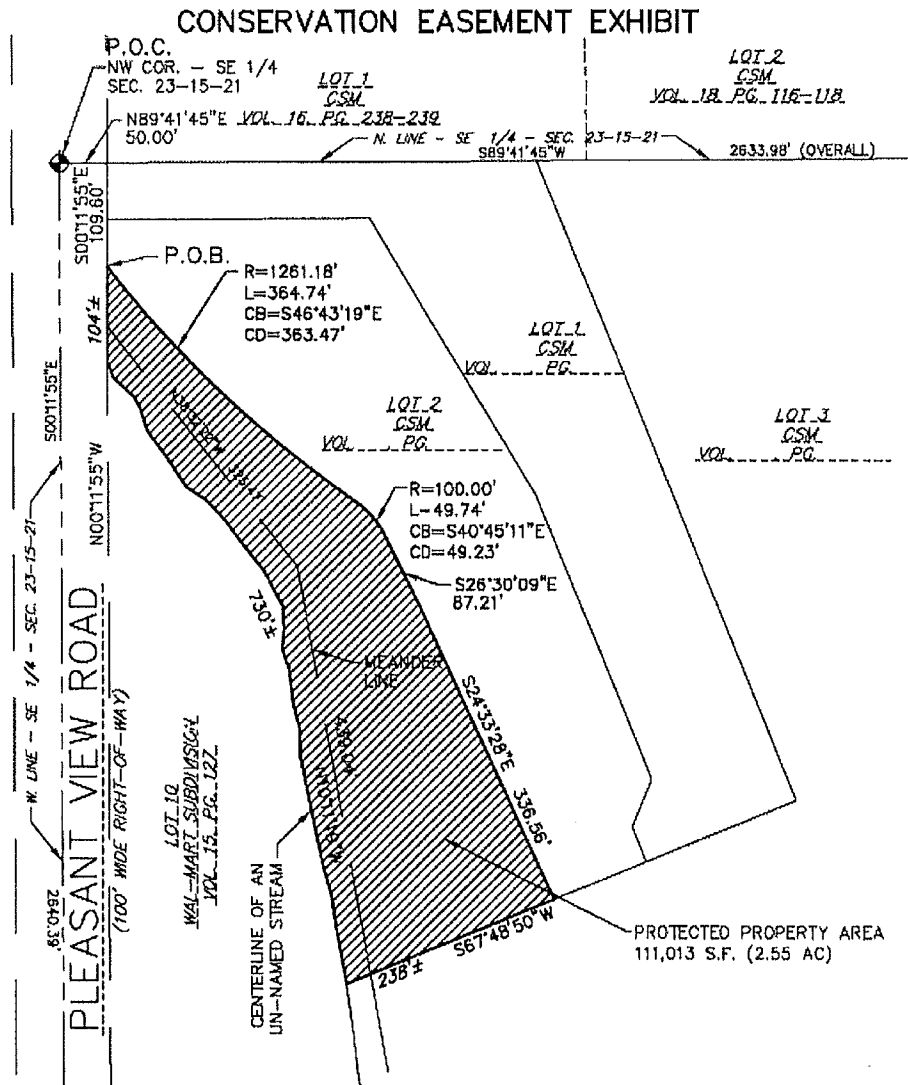 CONSERVATION EASEMENT EXHIBIT
P.O.C.
NW COR. - SE 1/4
SEC. 23-15-21
LOT 1
CSM
VOL. 16, PG. 238-239
LOT 2
CSM
VOL. 18 PG. 116-118
N89°41'45"E
50.00'
N. LINE - SE 1/4 - SEC. 23-15-21
S89°41'45"W
2633.98' (OVERALL)
S00°11'55"E
109.60'
P.O.B.
R=1261.18'
L=364.74'
CB=S46°43'19"E
CD=363.47'
104'±
S00°11'55"E
N00°11'55"W
LOT 1
CSM
VOL. PG.
LOT 2
CSM
VOL. PG.
LOT 3
CSM
VOL. PG.
R=100.00'
L-49.74'
CB=S40°45'11"E
CD=49.23'
S26°30'09"E
87.21'
730'±
MEANDER
LINE
S24°33'28"E 336.56'
439.04'
N10°17'19"W
W. LINE - SE 1/4 - SEC. 23-15-21
2640.39'
PLEASANT VIEW ROAD
(100' WIDE RIGHT-OF-WAY)
LOT 10
WAL-MART SUBDIVISION
VOL. 15, PG. 127
CENTERLINE OF AN
UN-NAMED STREAM
238'± S67°48'50"W
PROTECTED PROPERTY AREA
111,013 S.F. (2.55 AC)